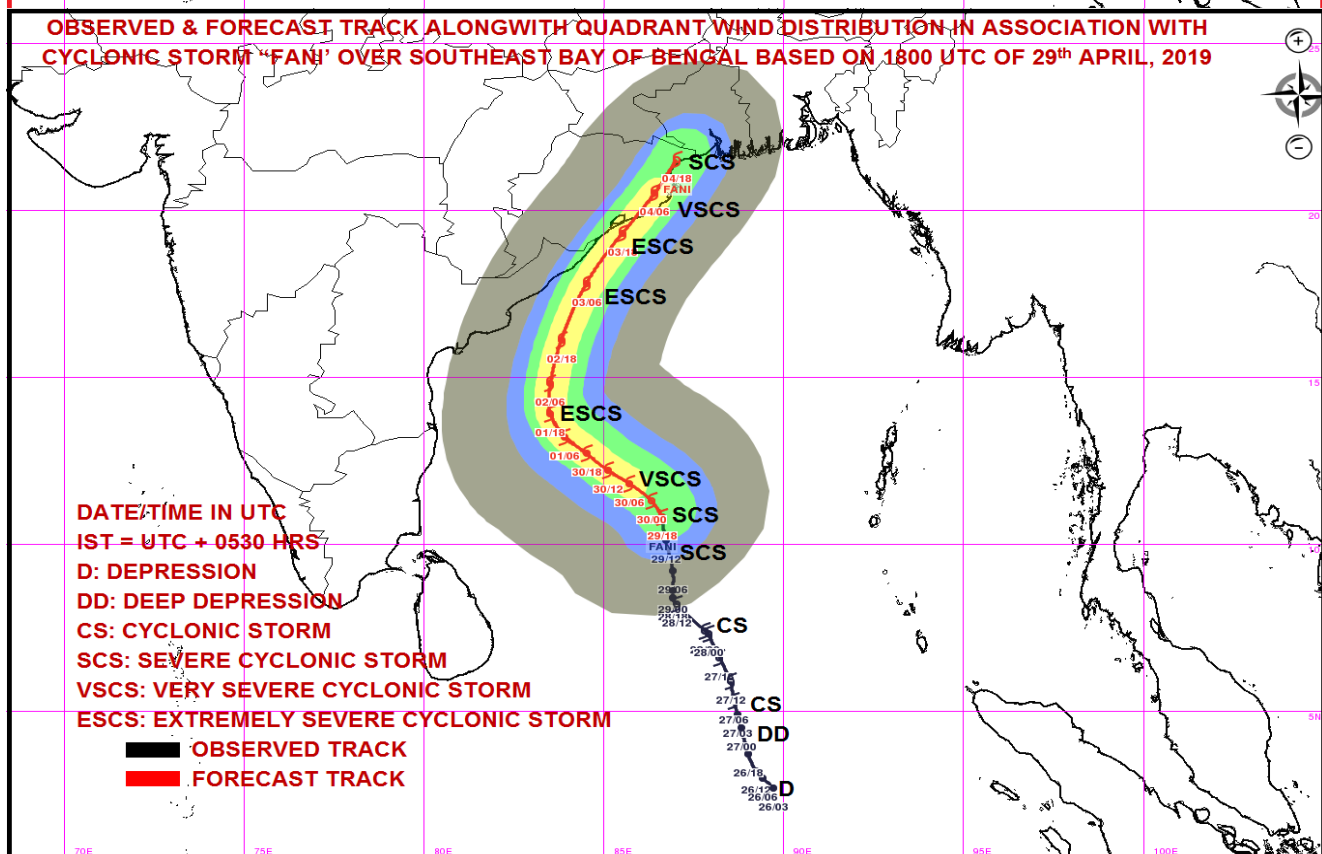 OBSERVED & FORECAST TRACK ALONGWITH QUADRANT WIND DISTRIBUTION IN ASSOCIATION WITH
CYCLONIC STORM “FANI’ OVER SOUTHEAST BAY OF BENGAL BASED ON 1800 UTC OF 29th APRIL, 2019
25
SCS
04/18
FANI
04/06
VSCS
20
03/18
ESCS
03/06
ESCS
02/18
15
02/06
ESCS
01/18
01/06
30/18
VSCS
30/12
30/06
30/00
SCS
29/18
FANI
29/12
SCS
10
29/06
29/00
28/18
28/12
CS
28/00
27/18
27/12
CS
27/06
27/03
DD
27/00
5N
26/18
26/12
D
26/06
26/03
DATE/TIME IN UTC
IST = UTC + 0530 HRS
D: DEPRESSION
DD: DEEP DEPRESSION
CS: CYCLONIC STORM
SCS: SEVERE CYCLONIC STORM
VSCS: VERY SEVERE CYCLONIC STORM
ESCS: EXTREMELY SEVERE CYCLONIC STORM
OBSERVED TRACK
FORECAST TRACK
70E 75E 80E 85E 90E 95E 100E